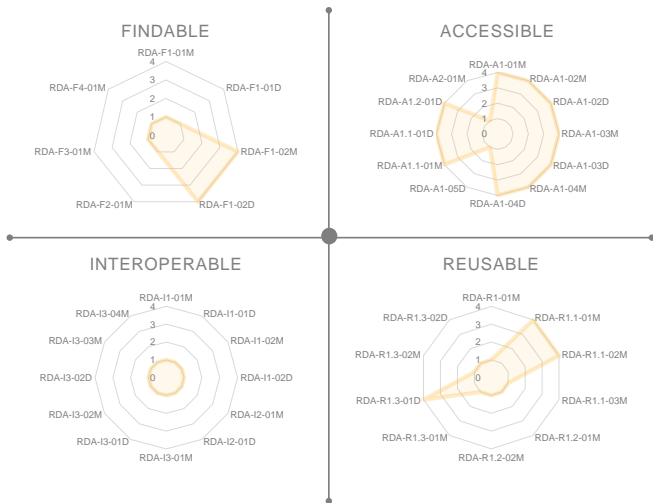 FINDABLE
RDA-F1-01M
RDA-F1-01D
RDA-F1-02M
RDA-F1-02D
RDA-F2-01M
RDA-F3-01M
RDA-F4-01M
4
3
2
1
0
ACCESSIBLE
RDA-A1-01M
RDA-A1-02M
RDA-A1-02D
RDA-A1-03M
RDA-A1-03D
RDA-A1-04M
RDA-A1-04D
RDA-A1-05D
RDA-A1.1-01M
RDA-A1.1-01D
RDA-A1.2-01D
RDA-A2-01M
4
3
2
1
0
INTEROPERABLE
RDA-I1-01M
RDA-I1-01D
RDA-I1-02M
RDA-I1-02D
RDA-I2-01M
RDA-I2-01D
RDA-I3-01M
RDA-I3-01D
RDA-I3-02M
RDA-I3-02D
RDA-I3-03M
RDA-I3-04M
4
3
2
1
0
REUSABLE
RDA-R1-01M
RDA-R1.1-01M
RDA-R1.1-02M
RDA-R1.1-03M
RDA-R1.2-01M
RDA-R1.2-02M
RDA-R1.3-01M
RDA-R1.3-01D
RDA-R1.3-02M
RDA-R1.3-02D
4
3
2
1
0